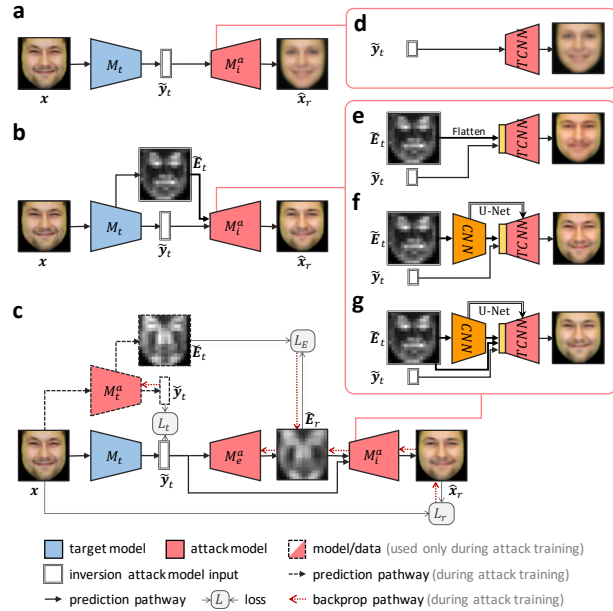 a
M_t
M_i^a
x
ỹ_t
x̂_r
d
ỹ_t
TCNN
b
Ẽ_t
M_t
M_i^a
x
ỹ_t
x̂_r
e
Ẽ_t
Flatten
TCNN
ỹ_t
f
U-Net
Ẽ_t
CNN
TCNN
ỹ_t
g
U-Net
Ẽ_t
CNN
TCNN
ỹ_t
c
Ẽ_t
L_E
M_t^a
ỹ_t
L_t
Ê_r
M_t
M_e^a
M_i^a
x
ỹ_t
x̂_r
L_r
target model
attack model
model/data (used only during attack training)
inversion attack model input
prediction pathway (during attack training)
prediction pathway
L loss
backprop pathway (during attack training)